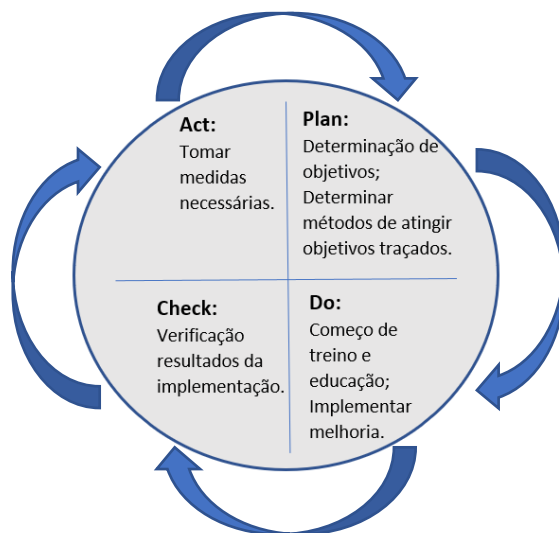 Act:
Tomar
medidas
necessárias.
Plan:
Determinação de
objetivos;
Determinar
métodos de atingir
objetivos traçados.
Check:
Verificação
resultados da
implementação.
Do:
Começo de
treino e
educação;
Implementar
melhoria.